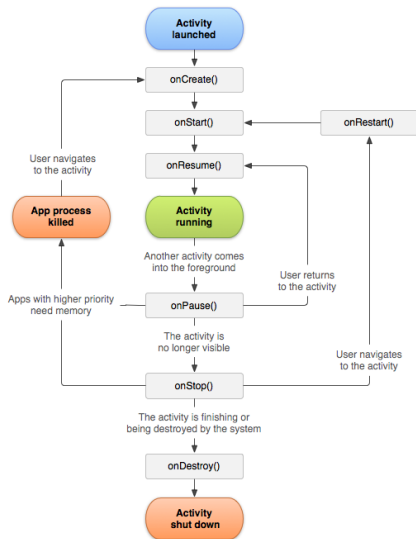 Activity
launched
onCreate()
onStart()
onRestart()
User navigates
to the activity
onResume()
App process
killed
Activity
running
Another activity comes
into the foreground
User returns
to the activity
Apps with higher priority
need memory
onPause()
The activity is
no longer visible
User navigates
to the activity
onStop()
The activity is finishing or
being destroyed by the system
onDestroy()
Activity
shut down